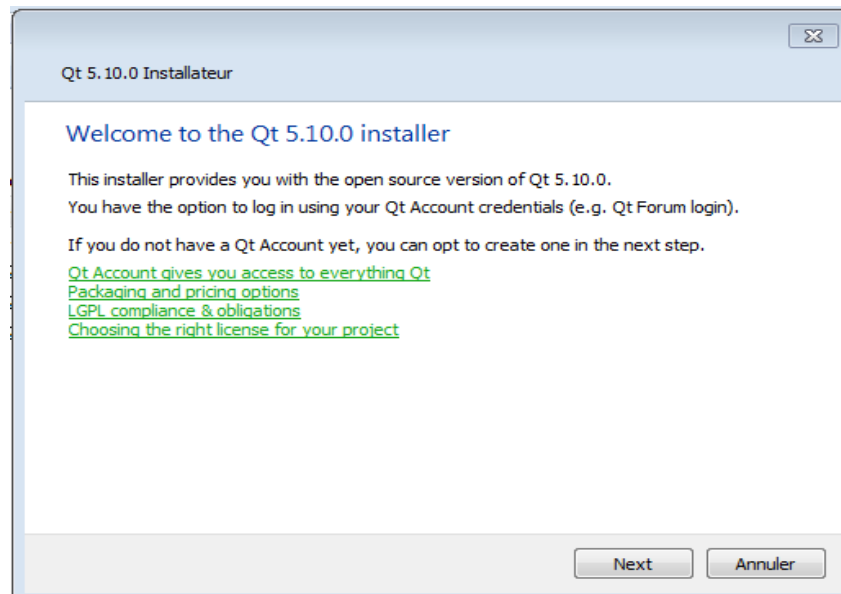 Qt 5.10.0 Installateur
Welcome to the Qt 5.10.0 installer
This installer provides you with the open source version of Qt 5.10.0.
You have the option to log in using your Qt Account credentials (e.g. Qt Forum login).
If you do not have a Qt Account yet, you can opt to create one in the next step.
Qt Account gives you access to everything Qt
Packaging and pricing options
LGPL compliance & obligations
Choosing the right license for your project
Next Annuler